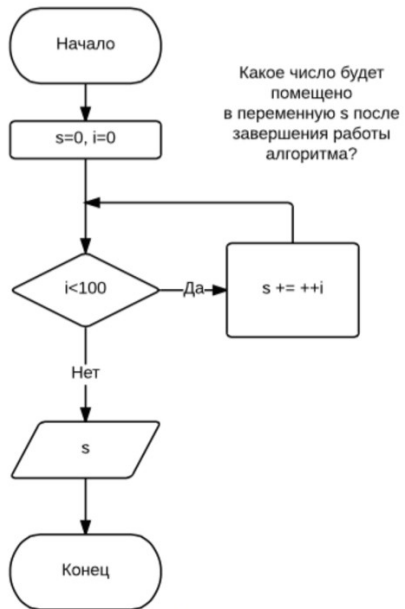 Начало
Какое число будет
помещено
в переменную s после
завершения работы
алгоритма?
s=0, i=0
i<100
Да
s += ++i
Нет
s
Конец